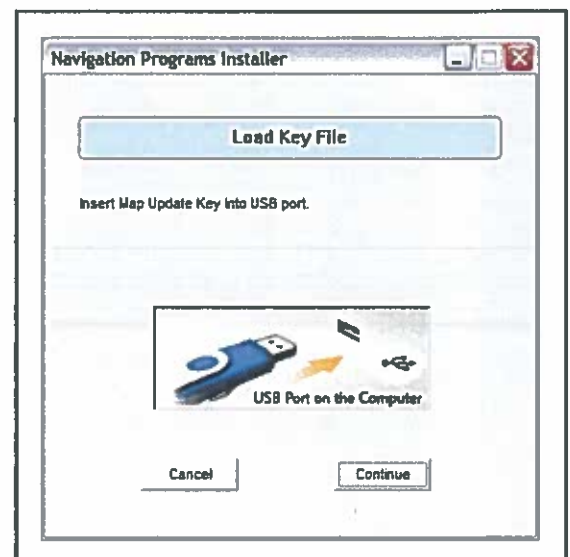 Navigation Programs Installer
Load Key File
Insert Map Update Key into USB port.
USB Port on the Computer
Cancel
Continue